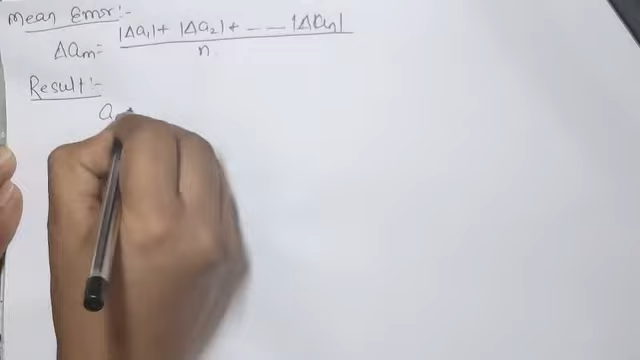 Mean Error:-
Δam = |Δa1| + |Δa2| + - - - - |Δan| / n
Result:-
a